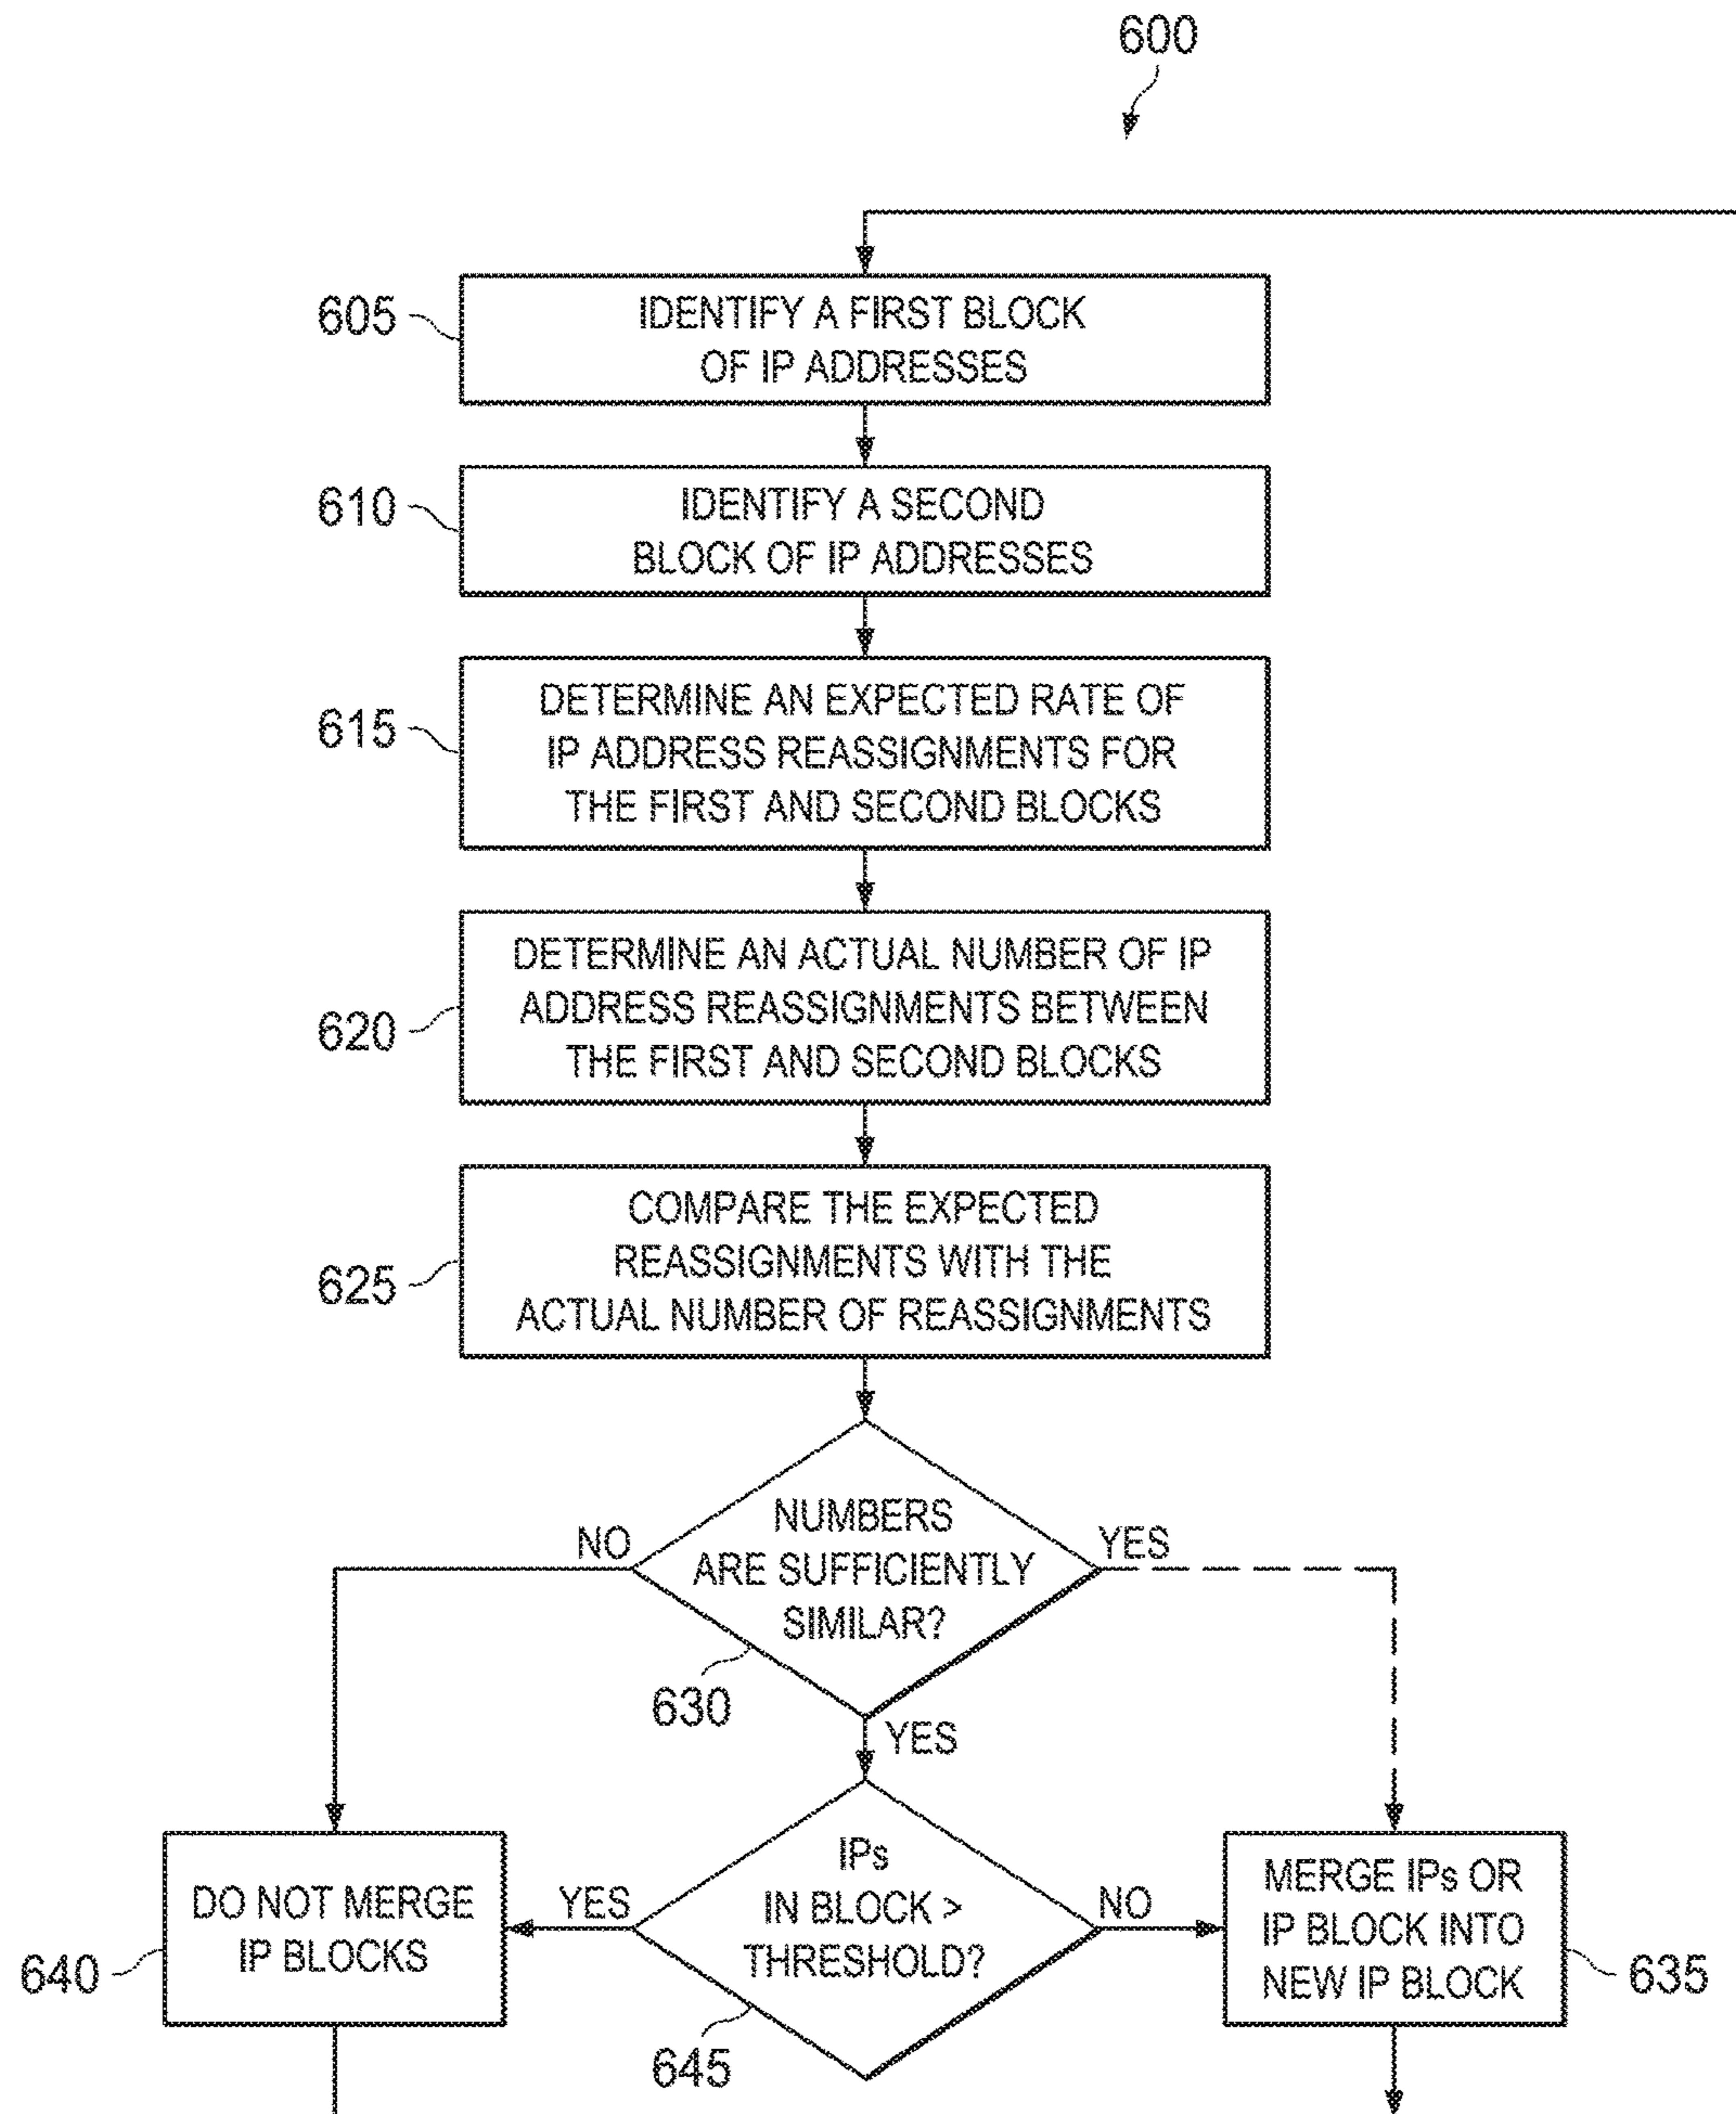 600
605
IDENTIFY A FIRST BLOCK
OF IP ADDRESSES
610
IDENTIFY A SECOND
BLOCK OF IP ADDRESSES
615
DETERMINE AN EXPECTED RATE OF
IP ADDRESS REASSIGNMENTS FOR
THE FIRST AND SECOND BLOCKS
620
DETERMINE AN ACTUAL NUMBER OF IP
ADDRESS REASSIGNMENTS BETWEEN
THE FIRST AND SECOND BLOCKS
625
COMPARE THE EXPECTED
REASSIGNMENTS WITH THE
ACTUAL NUMBER OF REASSIGNMENTS
NO
NUMBERS
ARE SUFFICIENTLY
SIMILAR?
YES
630
YES
DO NOT MERGE
IP BLOCKS
640
YES
IPs
IN BLOCK >
THRESHOLD?
NO
645
MERGE IPs OR
IP BLOCK INTO
NEW IP BLOCK
635